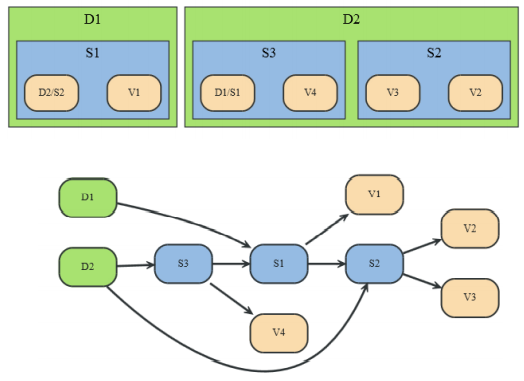 D1 D2
S1 S3 S2
D2/S2 V1 D1/S1 V4 V3 V2
D1 V1
V2
D2 S3 S1 S2
V3
V4